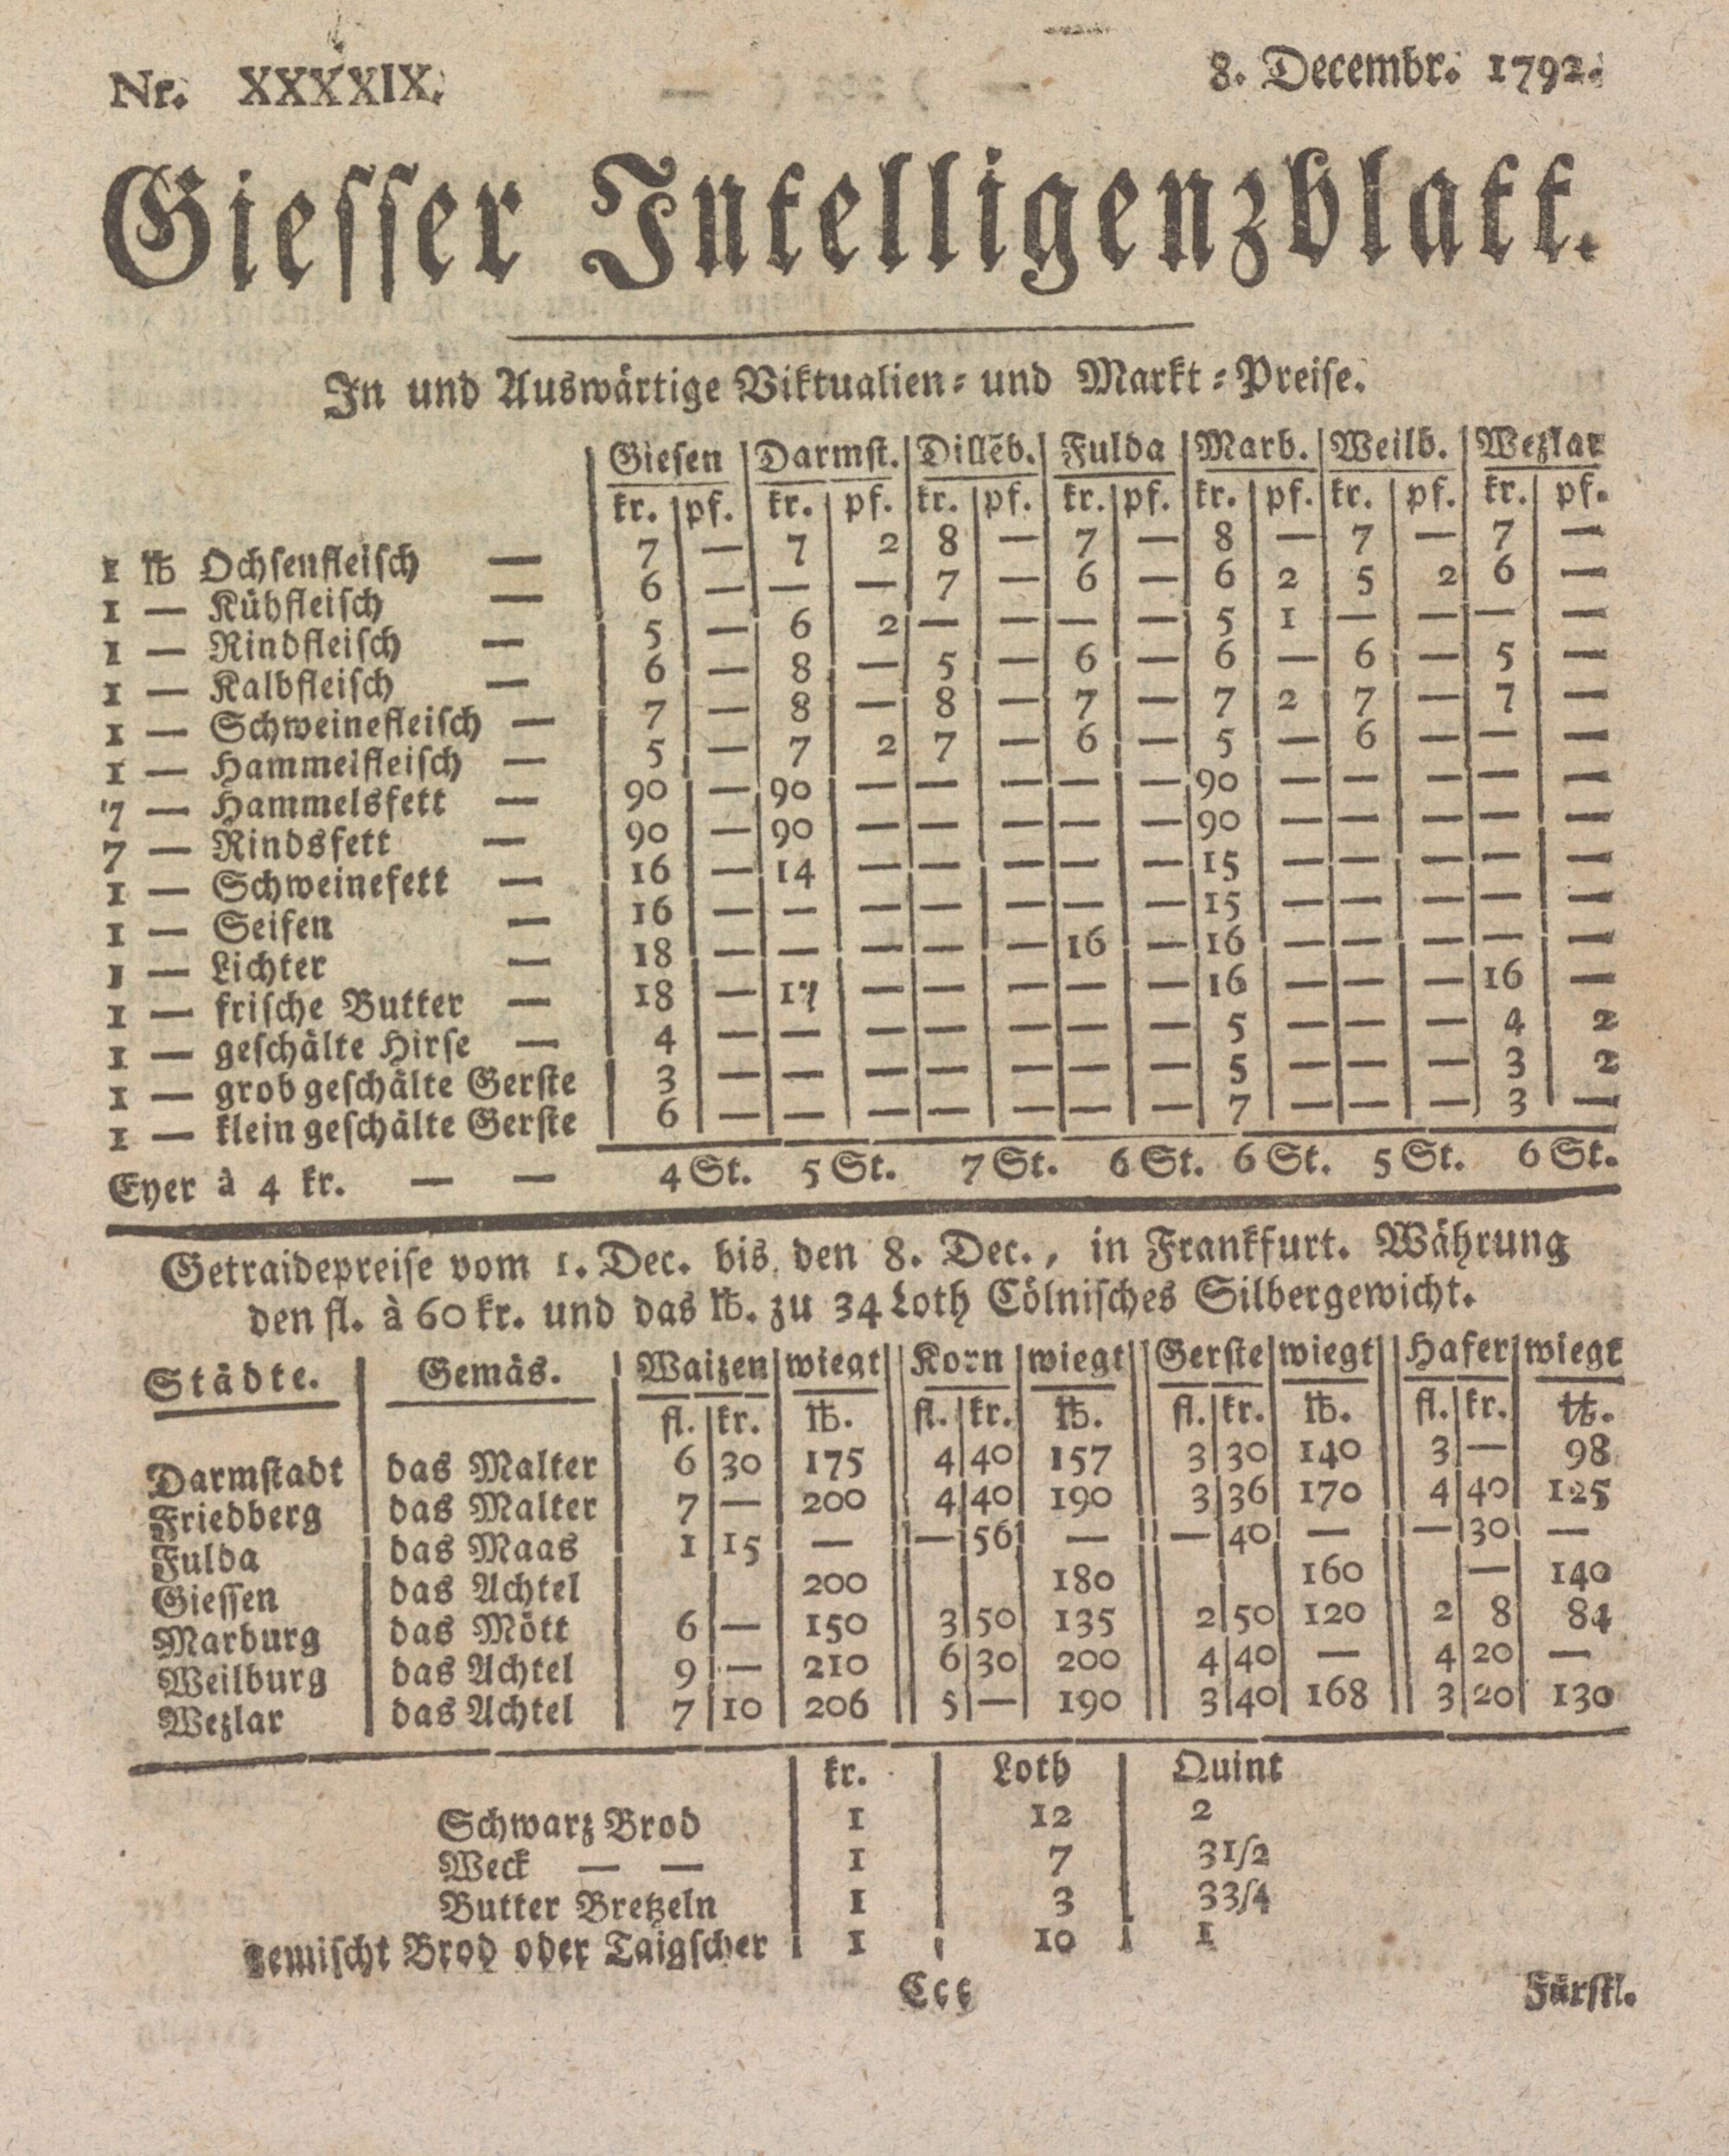 Nr. XXXXIX. 8. Decembr. 1792.
Giesser Intelligenzblatt.
In und Auswärtige Viktualien- und Markt-Preise.
Giesen Darmst. Dillēb. Fulda Marb. Weilb. Wezlar
kr. pf. kr. pf. kr. pf. kr. pf. kr. pf. kr. pf. kr. pf.
1 ℔ Ochsenfleisch — 7 — 7 2 8 — 7 — 8 — 7 — 7 —
1 — Kühfleisch — 6 — — — 7 — 6 — 6 2 5 2 6 —
1 — Rindfleisch — 5 — 6 2 — — — — 5 1 — — — —
1 — Kalbfleisch — 6 — 8 — 5 — 6 — 6 — 6 — 5 —
1 — Schweinefleisch — 7 — 8 — 8 — 7 — 7 2 7 — 7 —
1 — Hammelfleisch — 5 — 7 2 7 — 6 — 5 — 6 — — —
7 — Hammelsfett — 90 — 90 — — — — — 90 — — — — —
7 — Rindsfett — 90 — 90 — — — — — 90 — — — — —
1 — Schweinefett — 16 — 14 — — — — — 15 — — — — —
1 — Seifen — 16 — — — — — — — 15 — — — — —
1 — Lichter — 18 — — — — — 16 — 16 — — — — —
1 — frische Butter — 18 — 17 — — — — — 16 — — — 16 —
1 — geschälte Hirse — 4 — — — — — — — 5 — — — 4 2
1 — grob geschälte Gerste 3 — — — — — — — 5 — — — 3 2
1 — klein geschälte Gerste 6 — — — — — — — 7 — — — 3 —
Eyer à 4 kr. — — 4 St. 5 St. 7 St. 6 St. 6 St. 5 St. 6 St.
Getraidepreise vom 1. Dec. bis den 8. Dec., in Frankfurt. Währung
den fl. à 60 kr. und das ℔. zu 34 Loth Cölnisches Silbergewicht.
Städte. Gemäs. Waizen wiegt Korn wiegt Gerste wiegt Hafer wiegt
fl. kr. ℔. fl. kr. ℔. fl. kr. ℔. fl. kr. ℔.
Darmstadt das Malter 6 30 175 4 40 157 3 30 140 3 — 98
Friedberg das Malter 7 — 200 4 40 190 3 36 170 4 40 125
Fulda das Maas 1 15 — — 56 — — 40 — — 30 —
Giessen das Achtel 200 180 160 — 140
Marburg das Mött 6 — 150 3 50 135 2 50 120 2 8 84
Weilburg das Achtel 9 — 210 6 30 200 4 40 — 4 20 —
Wezlar das Achtel 7 10 206 5 — 190 3 40 168 3 20 130
kr. Loth Quint
Schwarz Brod 1 12 2
Weck — — 1 7 3 1/2
Butter Bretzeln 1 3 3 3/4
gemischt Brod oder Taigscher 1 10 1
Ccc Fürstl.